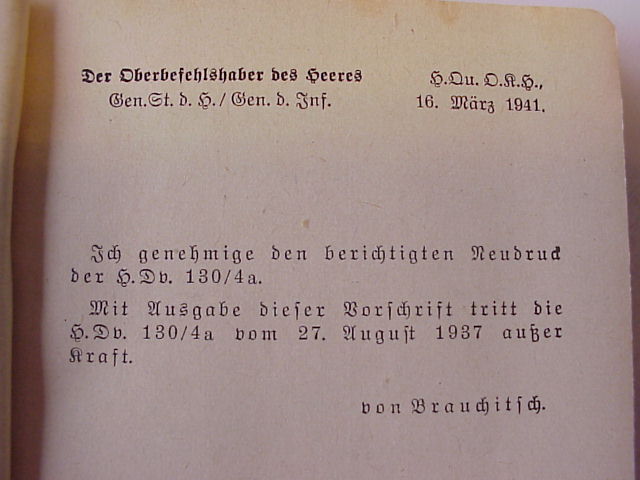 Der Oberbefehlshaber des Heeres
Gen.St. d. H./ Gen. d. Inf.
H.Qu. O.K.H.,
16. März 1941.
Ich genehmige den berichtigten Neudruck
der H.Dv. 130/4a.
Mit Ausgabe dieser Vorschrift tritt die
H.Dv. 130/4a vom 27. August 1937 außer
Kraft.
von Brauchitsch.